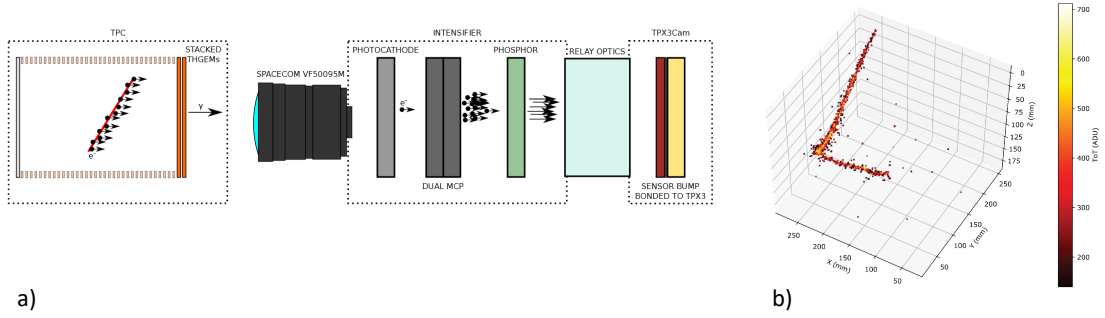 TPC
STACKED
THGEMs
γ
e⁻
SPACECOM VF50095M
INTENSIFIER
PHOTOCATHODE
e⁻
DUAL MCP
PHOSPHOR
RELAY OPTICS
TPX3Cam
SENSOR BUMP
BONDED TO TPX3
a)
0
25
50
75
100
125
150
175
Z (mm)
250
200
150
100
50
Y (mm)
250
200
150
100
50
X (mm)
700
600
500
400
300
200
ToT (ADU)
b)